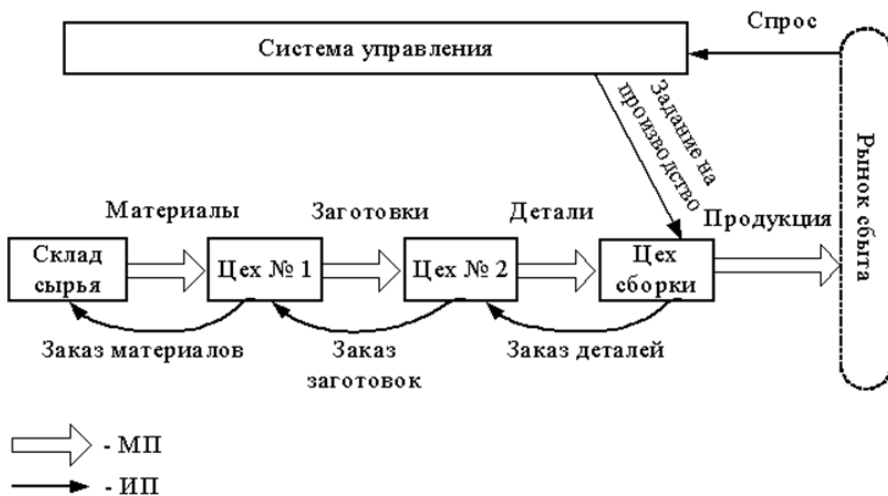 Спрос
Система управления
Задание на
производство
Рынок сбыта
Материалы
Заготовки
Детали
Продукция
Склад
сырья
Цех № 1
Цех № 2
Цех
сборки
Заказ материалов
Заказ
заготовок
Заказ деталей
- МП
- ИП